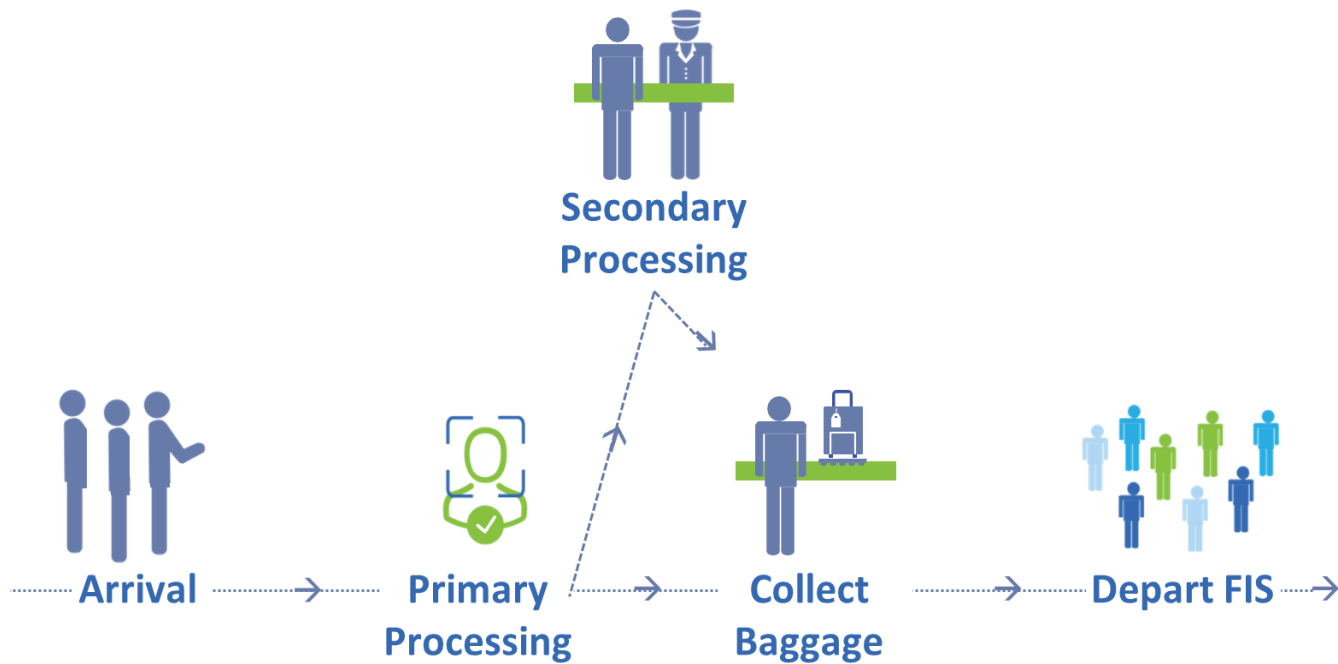 Secondary
Processing
Arrival
Primary
Processing
Collect
Baggage
Depart FIS